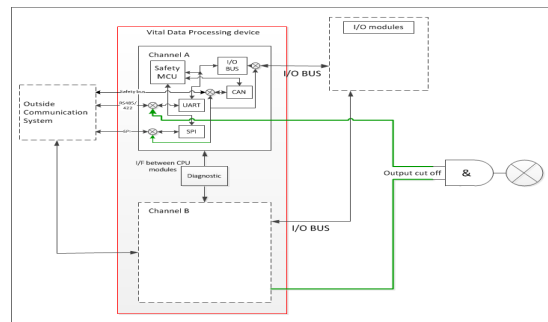 Vital Data Processing device
Channel A
Safety
MCU
I/O
BUS
CAN
UART
SPI
RS485/
422
Outside
Communication
System
I/O modules
I/O BUS
I/F between CPU
modules
Diagnostic
Output cut off
&
Channel B
I/O BUS